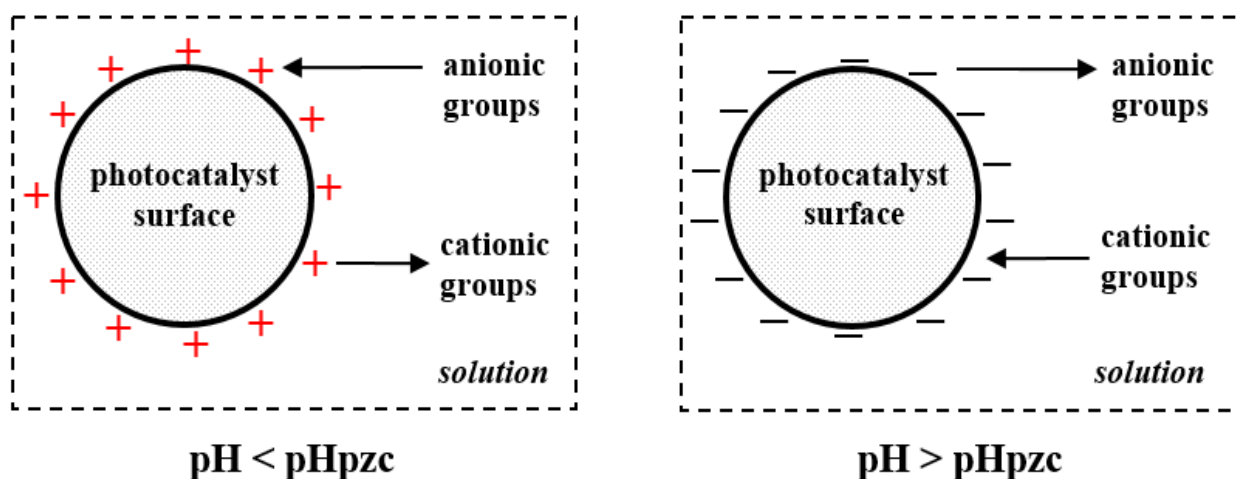 anionic
groups
photocatalyst
surface
cationic
groups
solution
pH < pHpzc
anionic
groups
photocatalyst
surface
cationic
groups
solution
pH > pHpzc